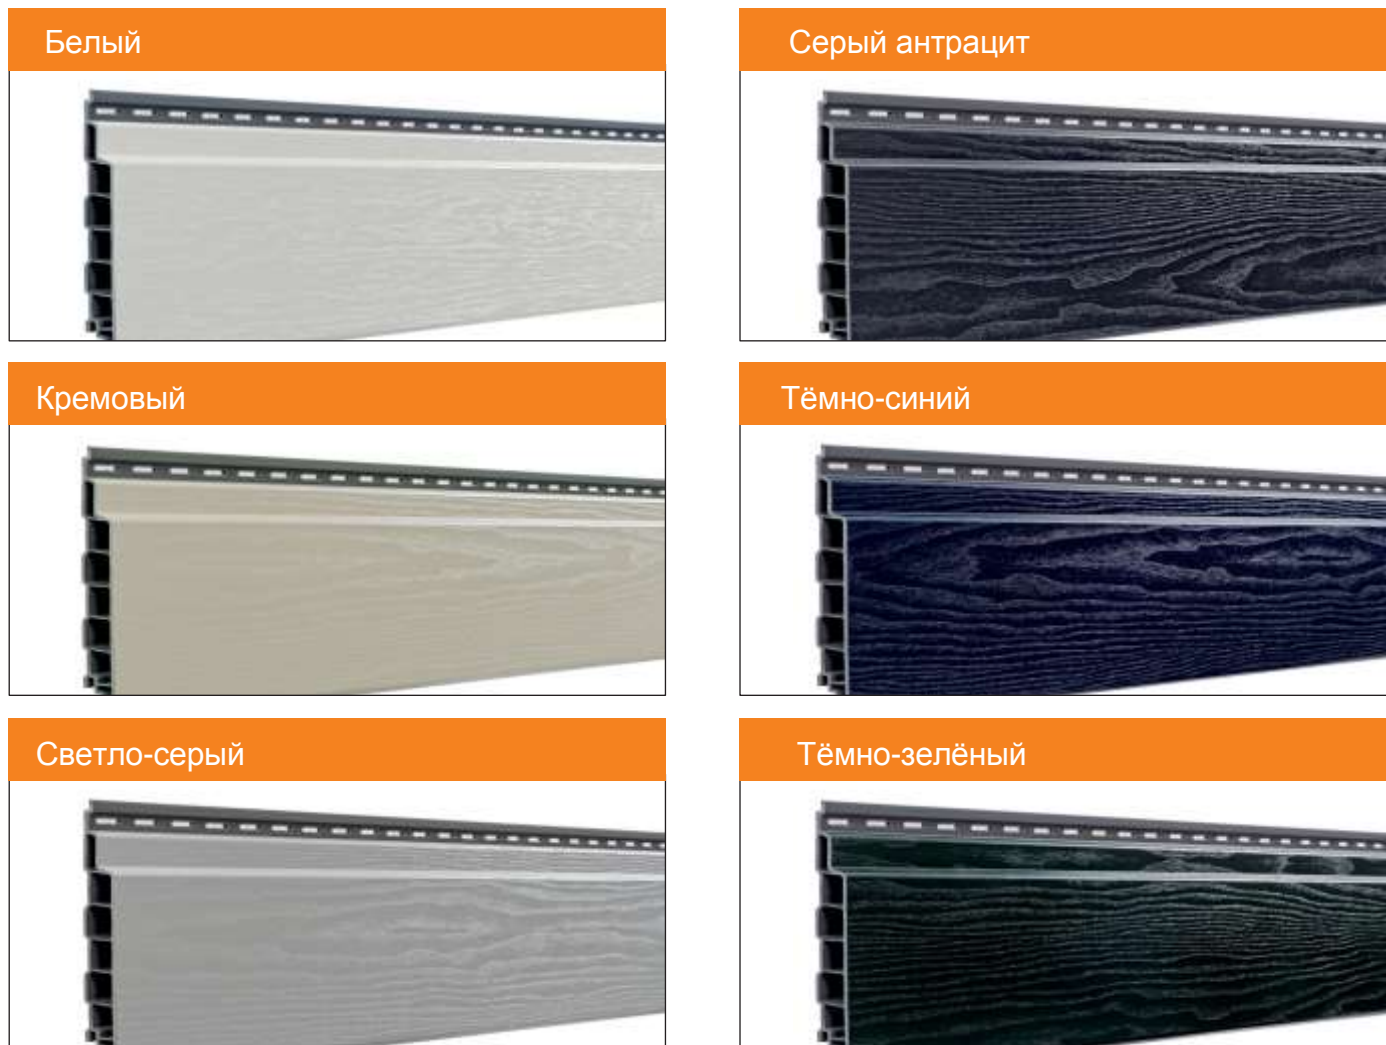 Белый
Серый антрацит
Кремовый
Тёмно-синий
Светло-серый
Тёмно-зелёный